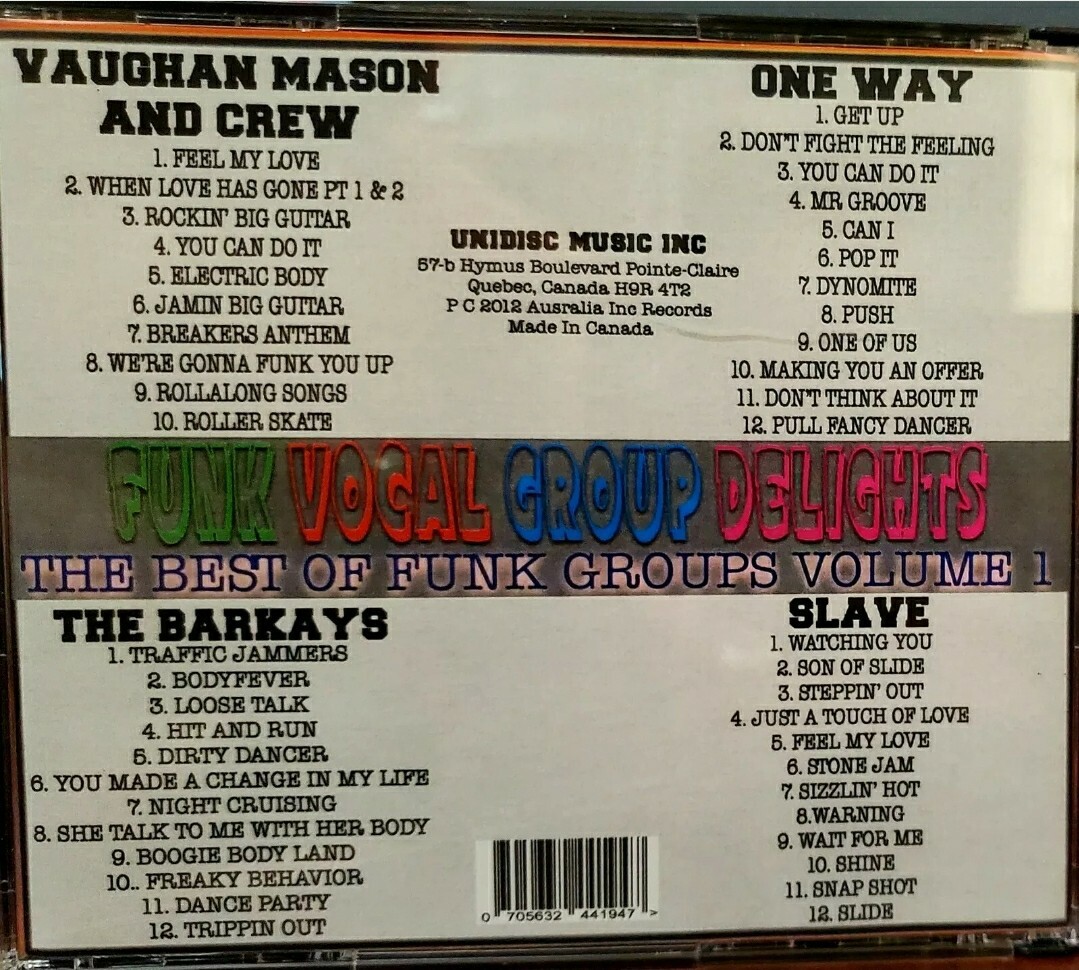 VAUGHAN MASON
AND CREW
1. FEEL MY LOVE
2. WHEN LOVE HAS GONE PT 1 & 2
3. ROCKIN' BIG GUITAR
4. YOU CAN DO IT
5. ELECTRIC BODY
6. JAMIN BIG GUITAR
7. BREAKERS ANTHEM
8. WE'RE GONNA FUNK YOU UP
9. ROLLALONG SONGS
10. ROLLER SKATE
UNIDISC MUSIC INC
57-b Hymus Boulevard Pointe-Claire
Quebec, Canada H9R 4T2
P C 2012 Ausralia Inc Records
Made In Canada
ONE WAY
1. GET UP
2. DON'T FIGHT THE FEELING
3. YOU CAN DO IT
4. MR GROOVE
5. CAN I
6. POP IT
7. DYNOMITE
8. PUSH
9. ONE OF US
10. MAKING YOU AN OFFER
11. DON'T THINK ABOUT IT
12. PULL FANCY DANCER
FUNK VOCAL GROUP DELIGHTS
THE BEST OF FUNK GROUPS VOLUME 1
THE BARKAYS
1. TRAFFIC JAMMERS
2. BODYFEVER
3. LOOSE TALK
4. HIT AND RUN
5. DIRTY DANCER
6. YOU MADE A CHANGE IN MY LIFE
7. NIGHT CRUISING
8. SHE TALK TO ME WITH HER BODY
9. BOOGIE BODY LAND
10.. FREAKY BEHAVIOR
11. DANCE PARTY
12. TRIPPIN OUT
0 705632 441947 >
SLAVE
1. WATCHING YOU
2. SON OF SLIDE
3. STEPPIN' OUT
4. JUST A TOUCH OF LOVE
5. FEEL MY LOVE
6. STONE JAM
7. SIZZLIN' HOT
8.WARNING
9. WAIT FOR ME
10. SHINE
11. SNAP SHOT
12. SLIDE